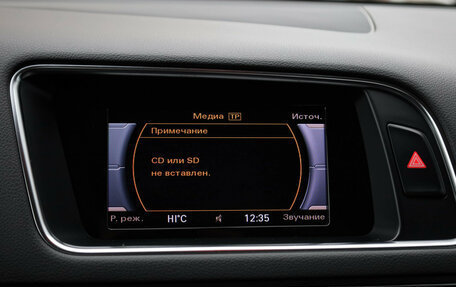 Медиа TP Источ.
Примечание
CD или SD
не вставлен.
Р. реж. HI°C 12:35 Звучание